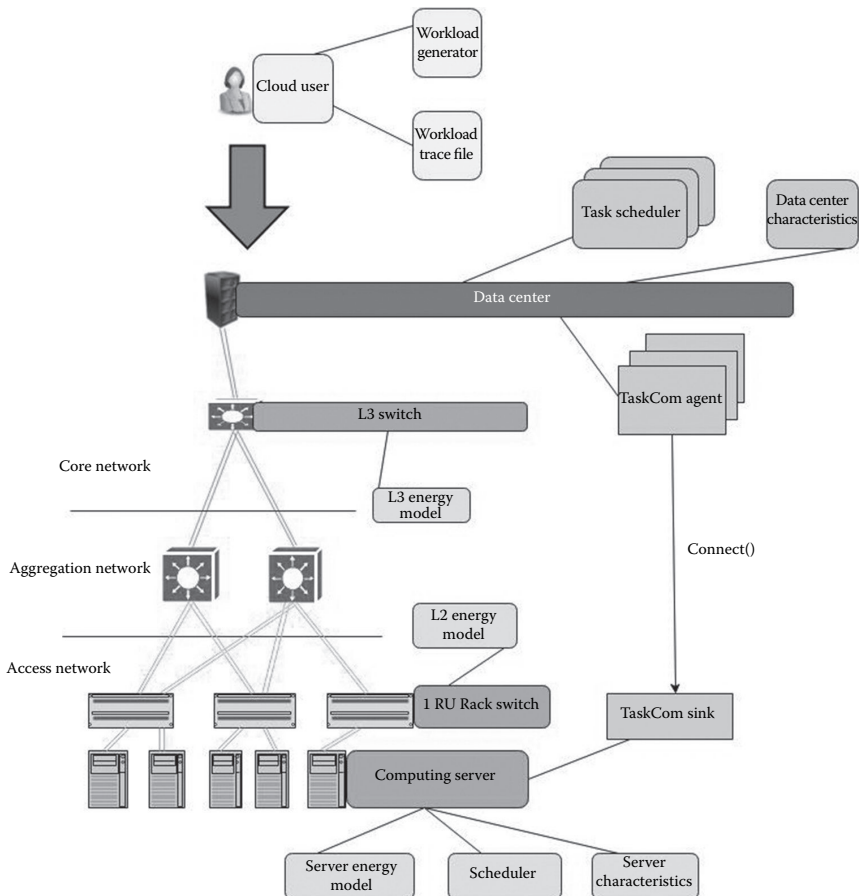 Workload
generator
Cloud user
Workload
trace file
Task scheduler
Data center
characteristics
Data center
TaskCom agent
L3 switch
Core network
L3 energy
model
Connect()
Aggregation network
L2 energy
model
Access network
1 RU Rack switch
TaskCom sink
Computing server
Server energy
model
Scheduler
Server
characteristics